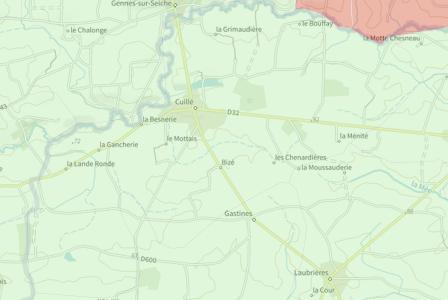 Gennes-sur-Seiche
le Chalonge
la Grimaudière
le Bouffay
la Motte Chesneau
Cuillé
D32
la Besnerie
la Ménité
le Mottais
la Gancherie
la Lande Ronde
Bizé
les Chenardières
la Moussauderie
Gastines
D600
Laubrières
la Cour